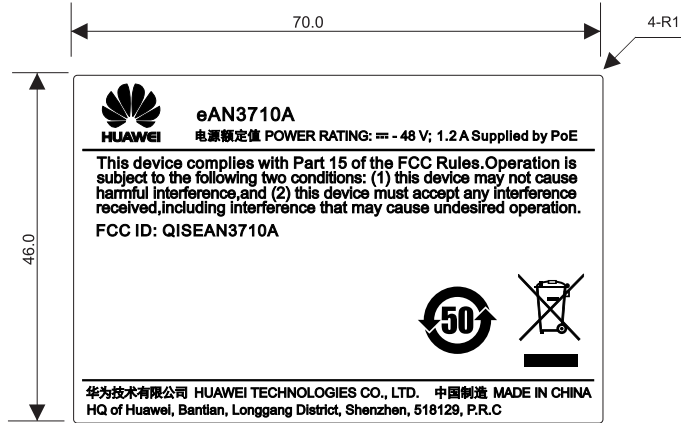 70.0
4-R1
46.0
HUAWEI
eAN3710A
电源额定值 POWER RATING: ⎓ - 48 V; 1.2 A Supplied by PoE
This device complies with Part 15 of the FCC Rules.Operation is
subject to the following two conditions: (1) this device may not cause
harmful interference,and (2) this device must accept any interference
received,including interference that may cause undesired operation.
FCC ID: QISEAN3710A
50
华为技术有限公司 HUAWEI TECHNOLOGIES CO., LTD. 中国制造 MADE IN CHINA
HQ of Huawei, Bantian, Longgang District, Shenzhen, 518129, P.R.C